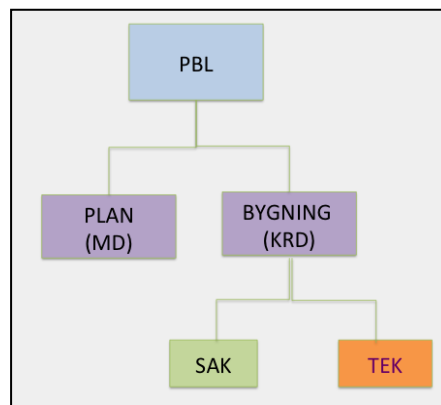 PBL
PLAN
(MD)
BYGNING
(KRD)
SAK
TEK